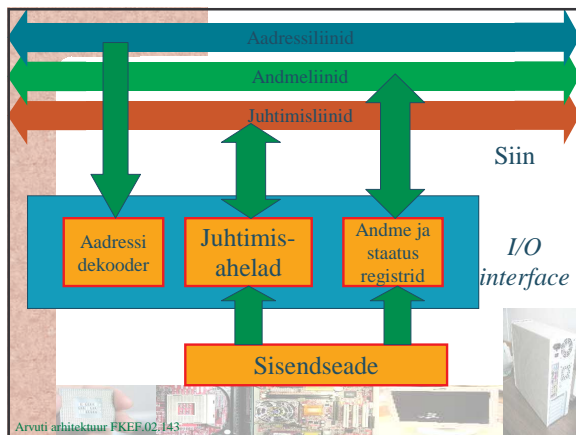 Aadressiliinid
Andmeliinid
Juhtimisliinid
Siin
Aadressi
dekooder
Juhtimis-
ahelad
Andme ja
staatus
registrid
I/O
interface
Sisendseade
Arvuti arhitektuur FKEF.02.143